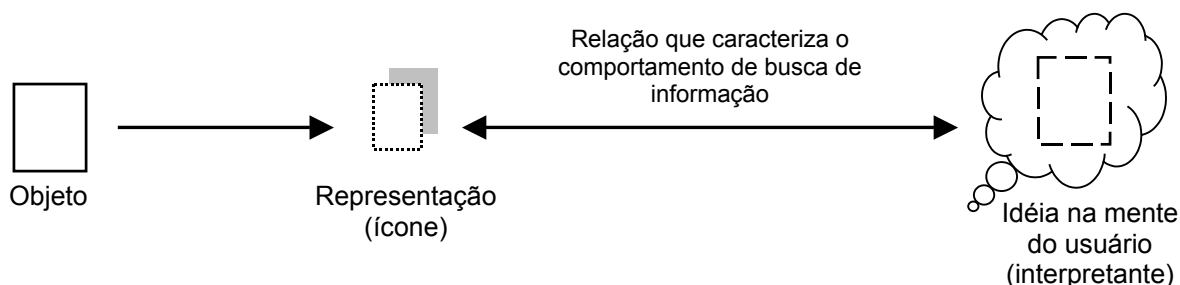 Relação que caracteriza o
comportamento de busca de
informação
Objeto
Representação
(ícone)
Idéia na mente
do usuário
(interpretante)